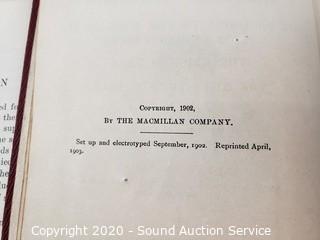 N
COPYRIGHT, 1902,
BY THE MACMILLAN COMPANY.
Set up and electrotyped September, 1902. Reprinted April,
1903.
Copyright 2020 - Sound Auction Service